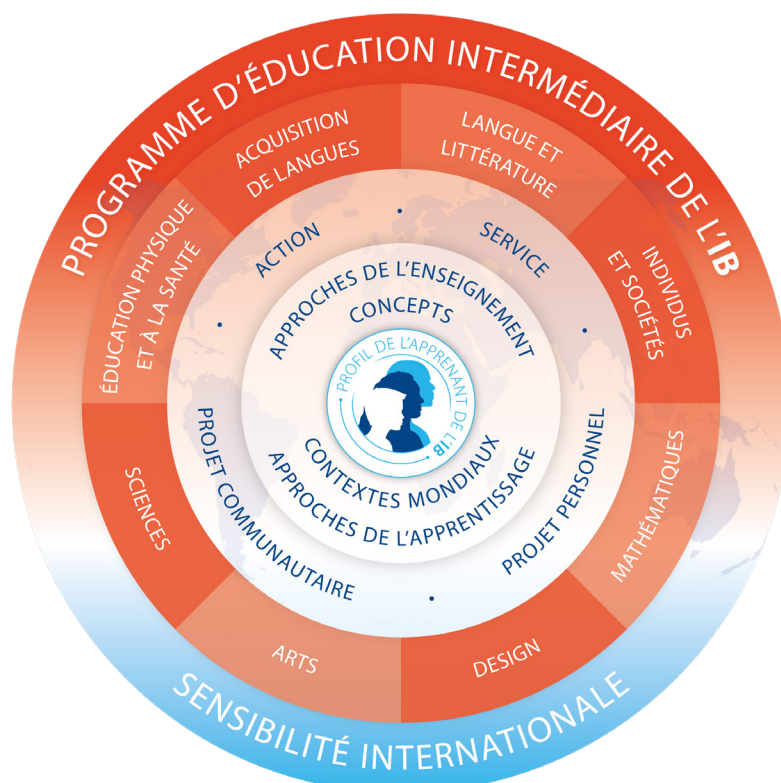 PROGRAMME D'ÉDUCATION INTERMÉDIAIRE DE L'IB
ACQUISITION
DE LANGUES
LANGUE ET
LITTÉRATURE
INDIVIDUS
ET SOCIÉTÉS
MATHÉMATIQUES
DESIGN
ARTS
SCIENCES
ÉDUCATION PHYSIQUE
ET À LA SANTÉ
ACTION
SERVICE
PROJET PERSONNEL
PROJET COMMUNAUTAIRE
APPROCHES DE L'ENSEIGNEMENT
CONCEPTS
PROFIL DE L'APPRENANT DE L'IB
CONTEXTES MONDIAUX
APPROCHES DE L'APPRENTISSAGE
SENSIBILITÉ INTERNATIONALE